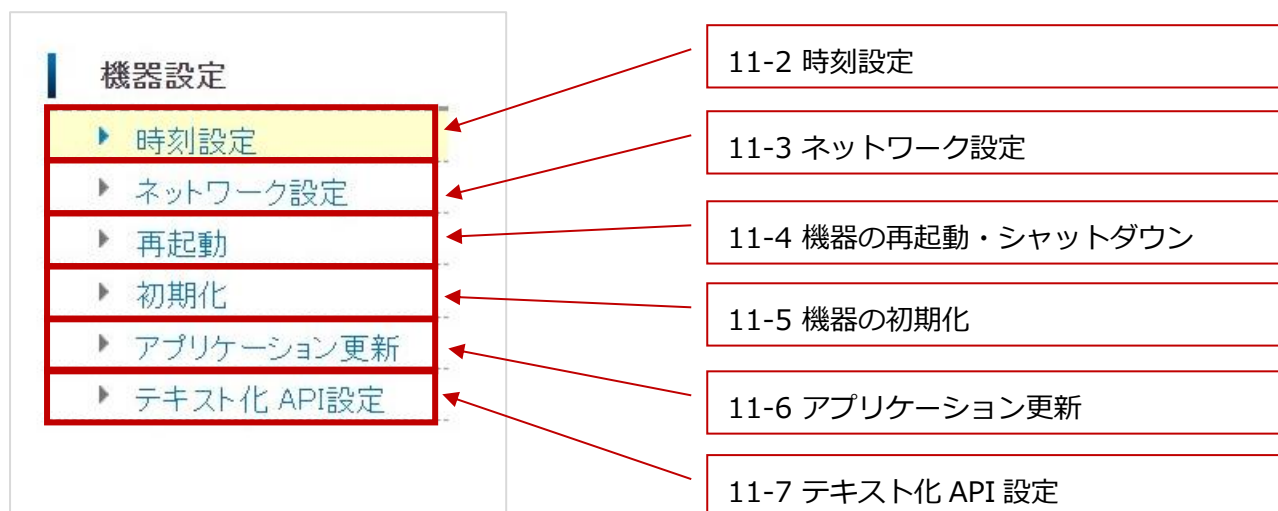 機器設定
時刻設定
ネットワーク設定
再起動
初期化
アプリケーション更新
テキスト化 API設定
11-2 時刻設定
11-3 ネットワーク設定
11-4 機器の再起動・シャットダウン
11-5 機器の初期化
11-6 アプリケーション更新
11-7 テキスト化 API 設定